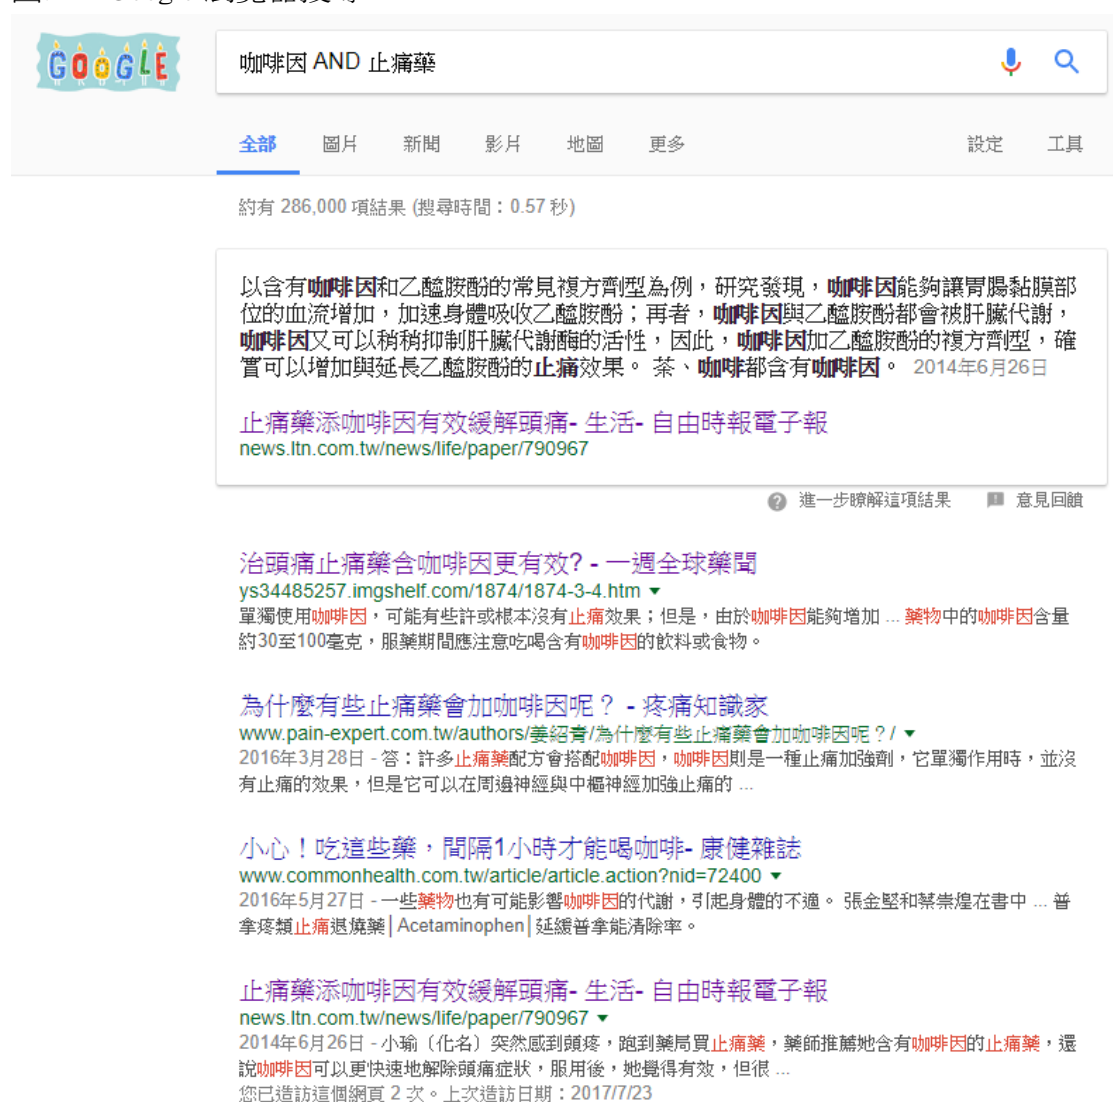 GOOGLE
咖啡因 AND 止痛藥
全部 圖片 新聞 影片 地圖 更多 設定 工具
約有 286,000 項結果 (搜尋時間：0.57 秒)
以含有咖啡因和乙醯胺酚的常見複方劑型為例，研究發現，咖啡因能夠讓胃腸黏膜部
位的血流增加，加速身體吸收乙醯胺酚；再者，咖啡因與乙醯胺酚都會被肝臟代謝，
咖啡因又可以稍稍抑制肝臟代謝酶的活性，因此，咖啡因加乙醯胺酚的複方劑型，確
實可以增加與延長乙醯胺酚的止痛效果。 茶、咖啡都含有咖啡因。 2014年6月26日
止痛藥添咖啡因有效緩解頭痛- 生活- 自由時報電子報
news.ltn.com.tw/news/life/paper/790967
進一步瞭解這項結果 意見回饋
治頭痛止痛藥含咖啡因更有效? - 一週全球藥聞
ys34485257.imgshelf.com/1874/1874-3-4.htm ▼
單獨使用咖啡因，可能有些許或根本沒有止痛效果；但是，由於咖啡因能夠增加 ... 藥物中的咖啡因含量
約30至100毫克，服藥期間應注意吃喝含有咖啡因的飲料或食物。
為什麼有些止痛藥會加咖啡因呢？ - 疼痛知識家
www.pain-expert.com.tw/authors/姜紹青/為什麼有些止痛藥會加咖啡因呢？/ ▼
2016年3月28日 - 答：許多止痛藥配方會搭配咖啡因，咖啡因則是一種止痛加強劑，它單獨作用時，並沒
有止痛的效果，但是它可以在周邊神經與中樞神經加強止痛的 ...
小心！吃這些藥，間隔1小時才能喝咖啡- 康健雜誌
www.commonhealth.com.tw/article/article.action?nid=72400 ▼
2016年5月27日 - 一些藥物也有可能影響咖啡因的代謝，引起身體的不適。 張金堅和蔡崇煌在書中 ... 普
拿疼類止痛退燒藥│Acetaminophen│延緩普拿能清除率。
止痛藥添咖啡因有效緩解頭痛- 生活- 自由時報電子報
news.ltn.com.tw/news/life/paper/790967 ▼
2014年6月26日 - 小瑜〔化名〕突然感到頭疼，跑到藥局買止痛藥，藥師推薦她含有咖啡因的止痛藥，還
說咖啡因可以更快速地解除頭痛症狀，服用後，她覺得有效，但很 ...
您已造訪這個網頁 2 次。上次造訪日期：2017/7/23